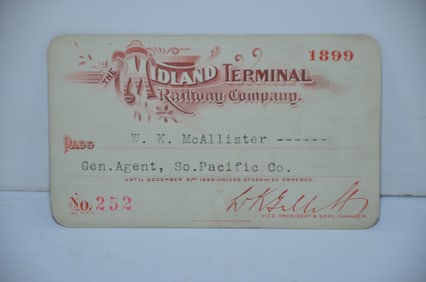 1899
THE MIDLAND TERMINAL
Railway Company.
PASS W. K. McAllister ------
Gen.Agent, So.Pacific Co.
UNTIL DECEMBER 31ST 1899, UNLESS OTHERWISE ORDERED.
No. 252
VICE PRESIDENT & GENL. MANAGER.